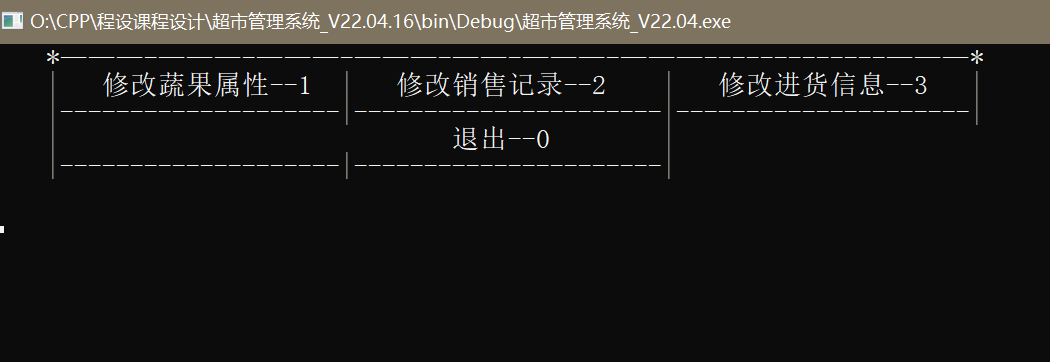 O:\CPP\程设课程设计\超市管理系统_V22.04.16\bin\Debug\超市管理系统_V22.04.exe
*—————————————————————————————————*
|   修改蔬果属性--1  |   修改销售记录--2    |   修改进货信息--3   |
|--------------------|----------------------|---------------------|
退出--0
|--------------------|----------------------|